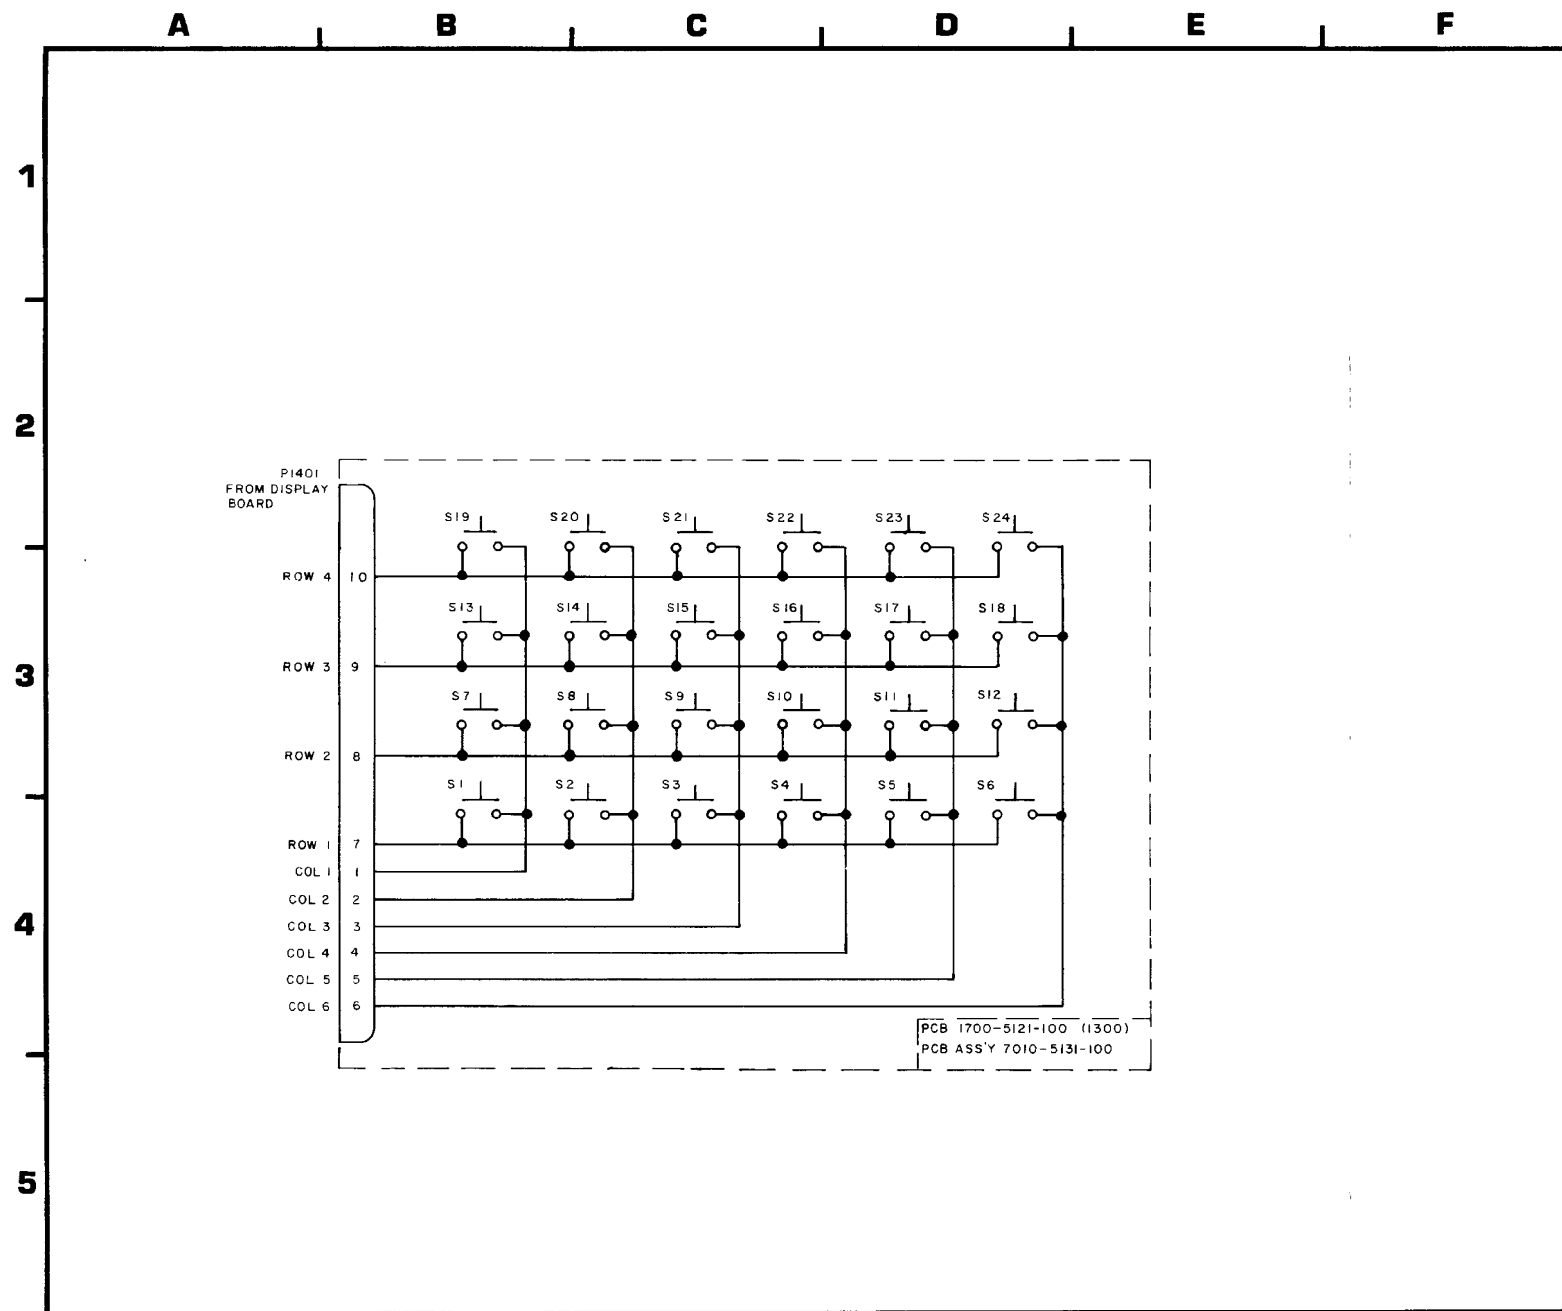 A B C D E F
1
2
3
4
5
P1401
FROM DISPLAY
BOARD
S19 S20 S21 S22 S23 S24
ROW 4 10
S13 S14 S15 S16 S17 S18
ROW 3 9
S7 S8 S9 S10 S11 S12
ROW 2 8
S1 S2 S3 S4 S5 S6
ROW 1 7
COL 1 1
COL 2 2
COL 3 3
COL 4 4
COL 5 5
COL 6 6
PCB 1700-5121-100 (1300)
PCB ASS'Y 7010-5131-100